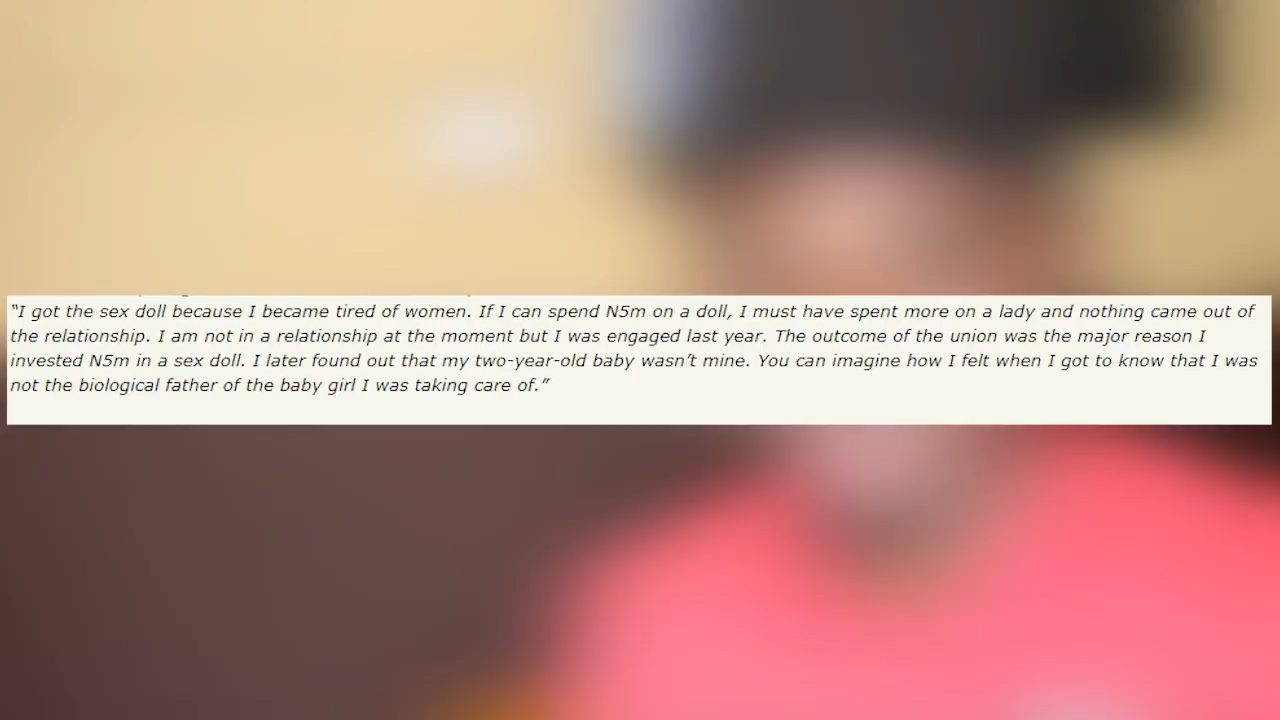 “I got the sex doll because I became tired of women. If I can spend N5m on a doll, I must have spent more on a lady and nothing came out of
the relationship. I am not in a relationship at the moment but I was engaged last year. The outcome of the union was the major reason I
invested N5m in a sex doll. I later found out that my two-year-old baby wasn’t mine. You can imagine how I felt when I got to know that I was
not the biological father of the baby girl I was taking care of.”